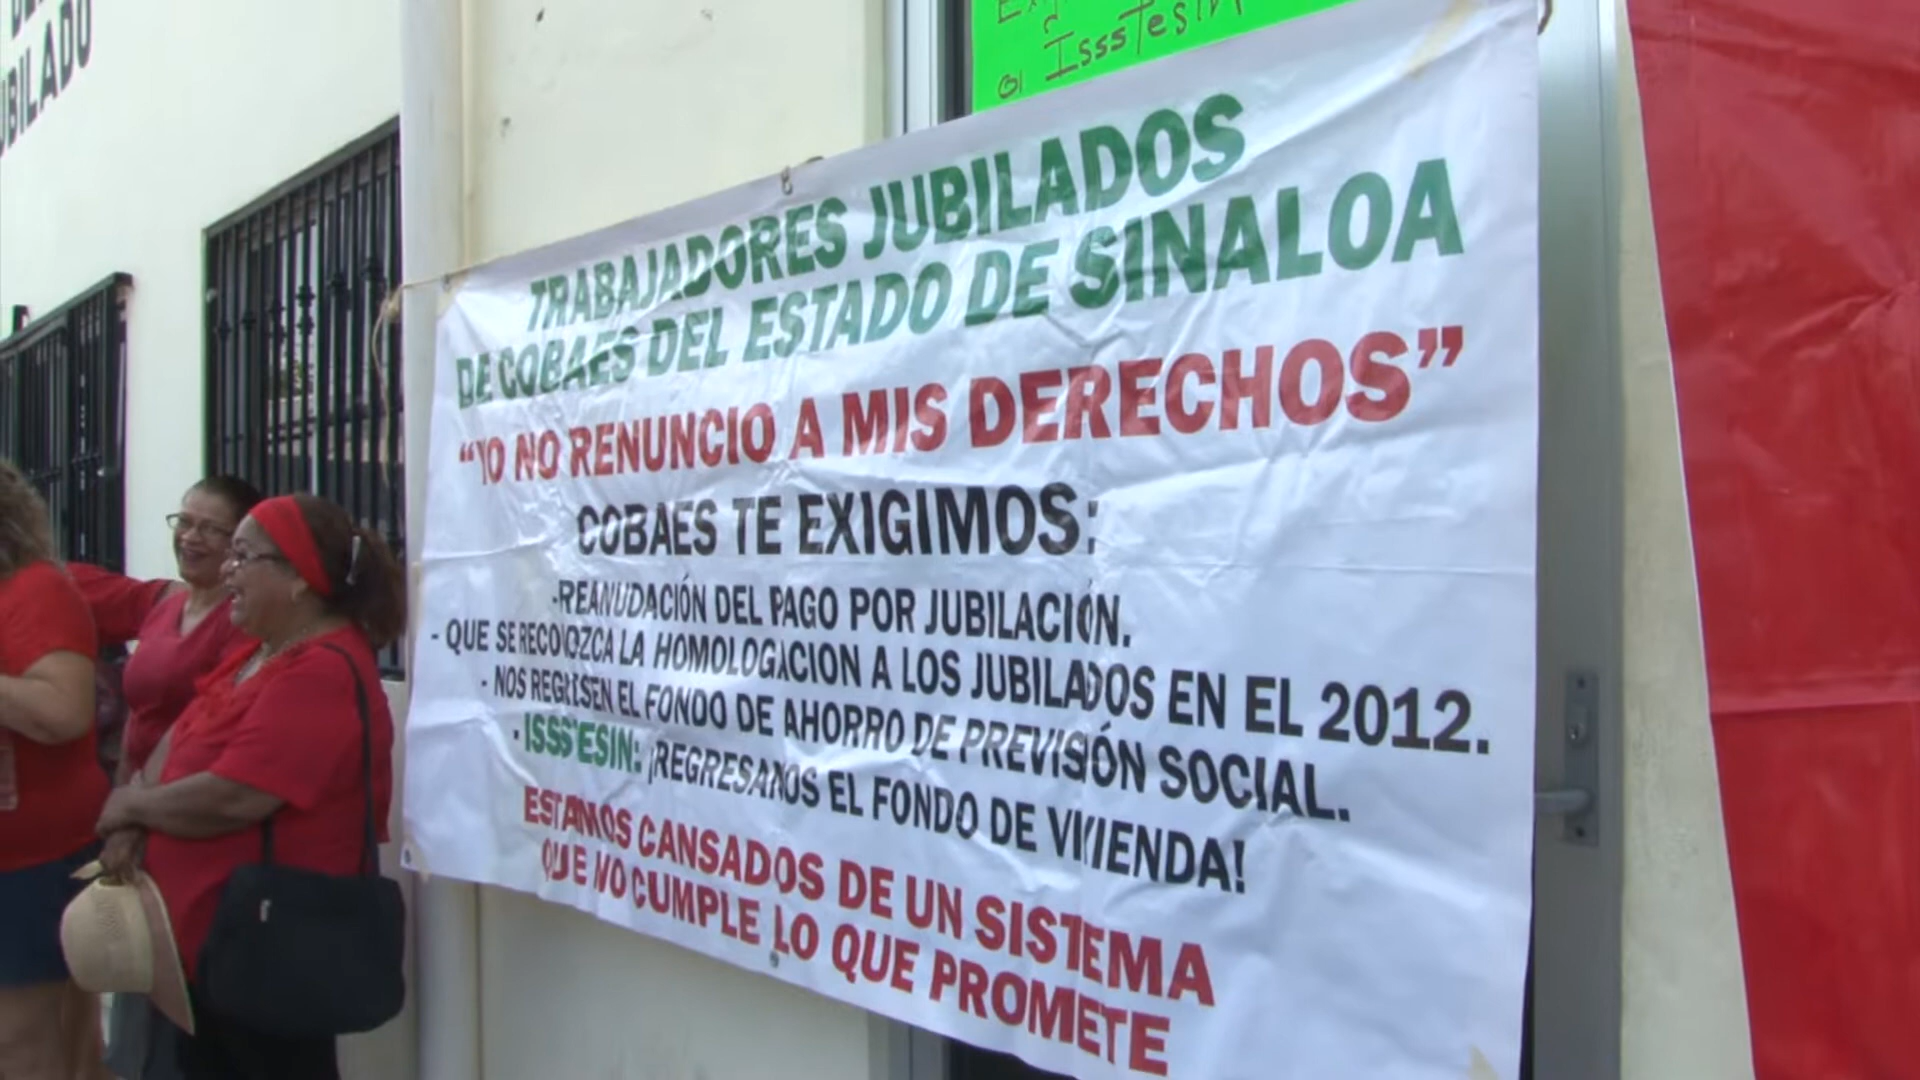 JUBILADO
IsssTesin
TRABAJADORES JUBILADOS
DE COBAES DEL ESTADO DE SINALOA
“YO NO RENUNCIO A MIS DERECHOS”
COBAES TE EXIGIMOS:
-REANUDACIÓN DEL PAGO POR JUBILACIÓN.
- QUE SE RECONOZCA LA HOMOLOGACION A LOS JUBILADOS EN EL 2012.
- NOS REGRESEN EL FONDO DE AHORRO DE PREVISIÓN SOCIAL.
- ISSSTESIN: ¡REGRESANOS EL FONDO DE VIVIENDA!
ESTAMOS CANSADOS DE UN SISTEMA
QUE NO CUMPLE LO QUE PROMETE